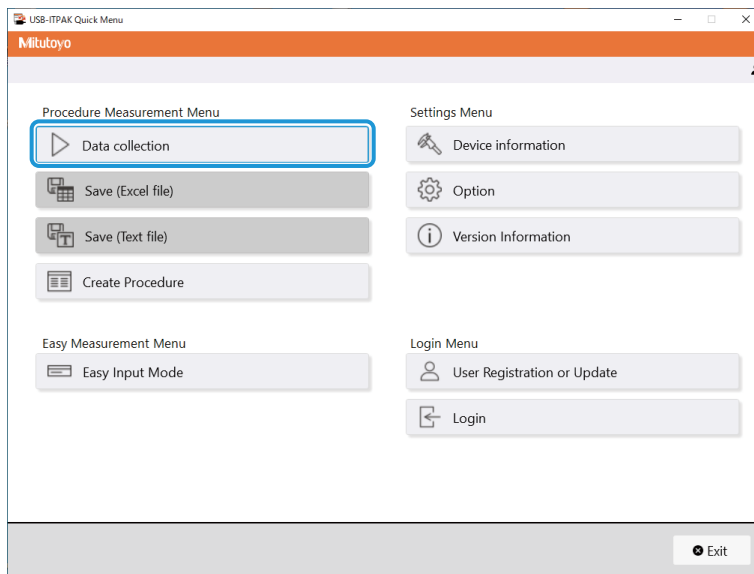 USB-ITPAK Quick Menu
Mitutoyo
Procedure Measurement Menu
Data collection
Save (Excel file)
Save (Text file)
Create Procedure
Easy Measurement Menu
Easy Input Mode
Settings Menu
Device information
Option
Version Information
Login Menu
User Registration or Update
Login
Exit